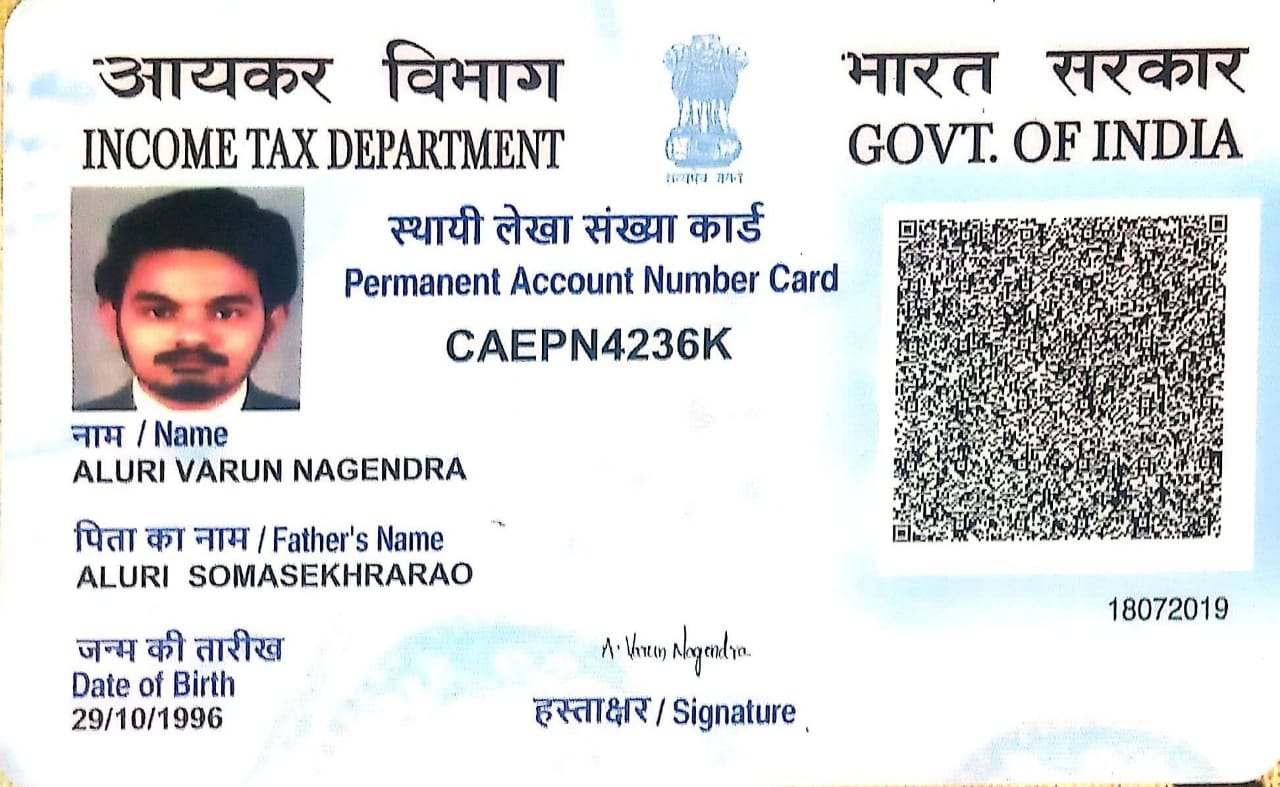 आयकर विभाग
INCOME TAX DEPARTMENT
भारत सरकार
GOVT. OF INDIA
सत्यमेव जयते
स्थायी लेखा संख्या कार्ड
Permanent Account Number Card
CAEPN4236K
नाम / Name
ALURI VARUN NAGENDRA
पिता का नाम / Father's Name
ALURI SOMASEKHRARAO
जन्म की तारीख
Date of Birth
29/10/1996
A. Varun Nagendra
हस्ताक्षर / Signature
18072019